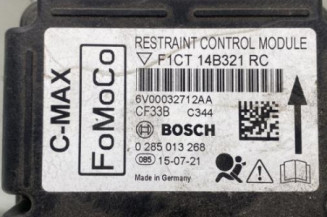 C-MAX
FoMoCo
RESTRAINT CONTROL MODULE
F1CT 14B321 RC
6V00032712AA
CF33B C344
BOSCH
0 285 013 268
085 15-07-21
Made in Germany